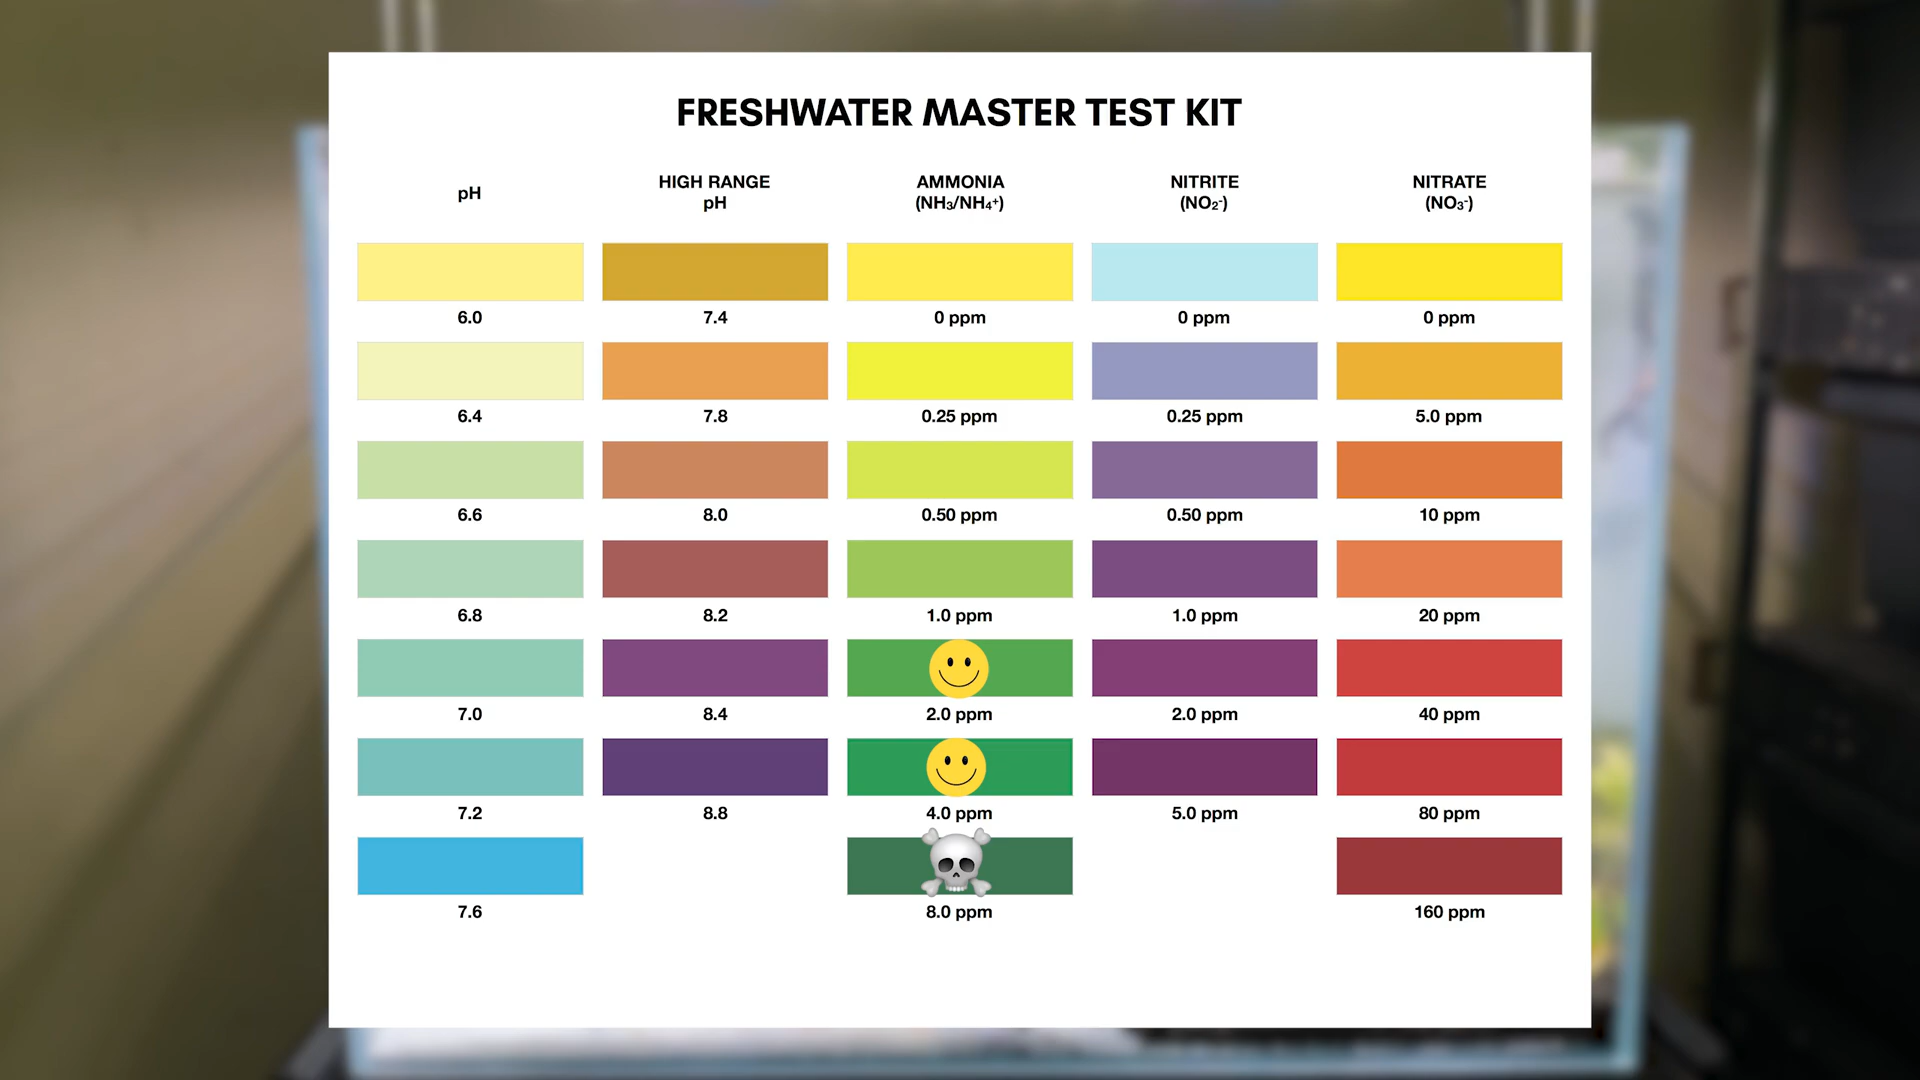 FRESHWATER MASTER TEST KIT
pH
HIGH RANGE
pH
AMMONIA
(NH₃/NH₄⁺)
NITRITE
(NO₂⁻)
NITRATE
(NO₃⁻)
6.0 7.4 0 ppm 0 ppm 0 ppm
6.4 7.8 0.25 ppm 0.25 ppm 5.0 ppm
6.6 8.0 0.50 ppm 0.50 ppm 10 ppm
6.8 8.2 1.0 ppm 1.0 ppm 20 ppm
7.0 8.4 2.0 ppm 2.0 ppm 40 ppm
7.2 8.8 4.0 ppm 5.0 ppm 80 ppm
7.6 8.0 ppm 160 ppm